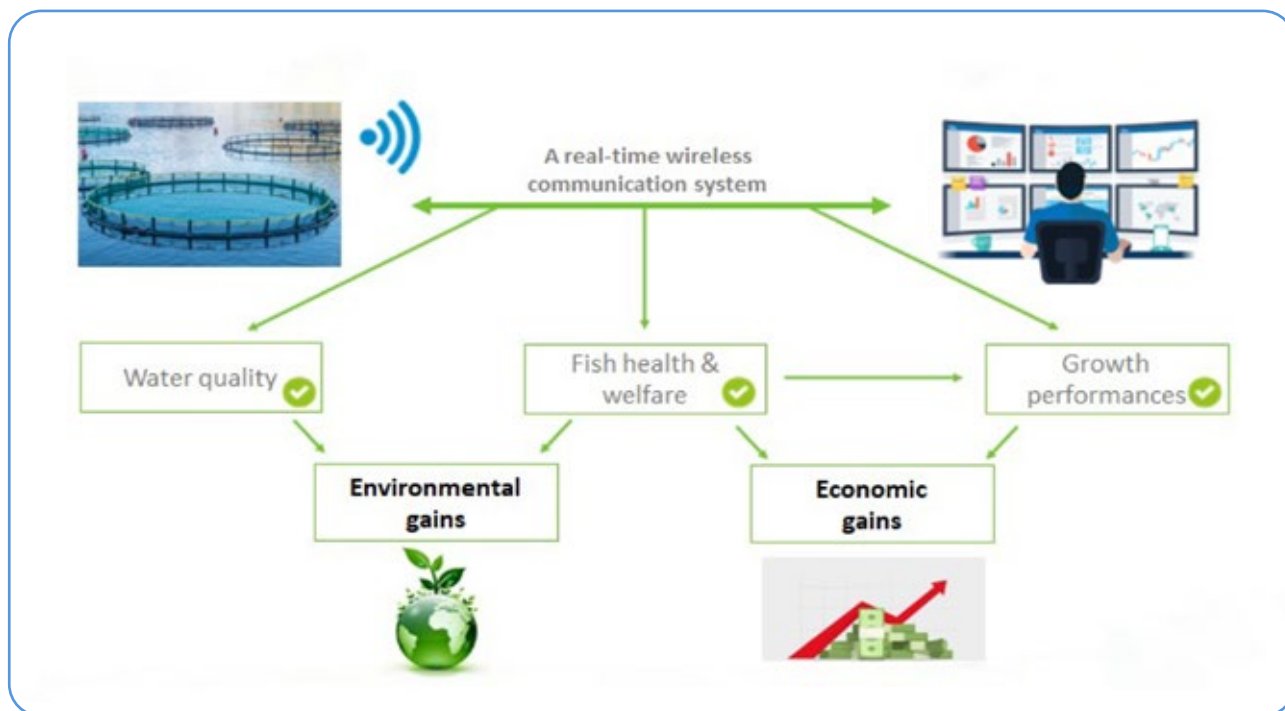 A real-time wireless
communication system
Water quality
Fish health &
welfare
Growth
performances
Environmental
gains
Economic
gains